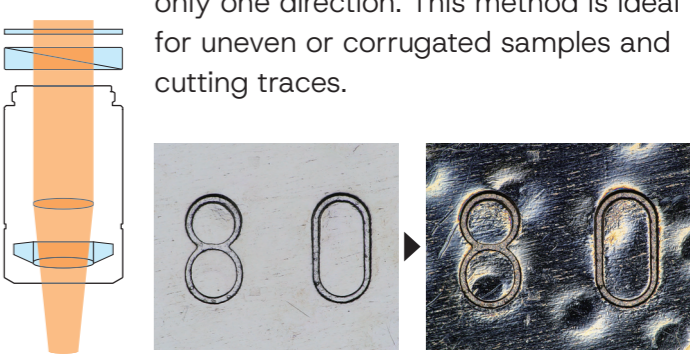 only one direction. This method is ideal
for uneven or corrugated samples and
cutting traces.
8 0
8 0